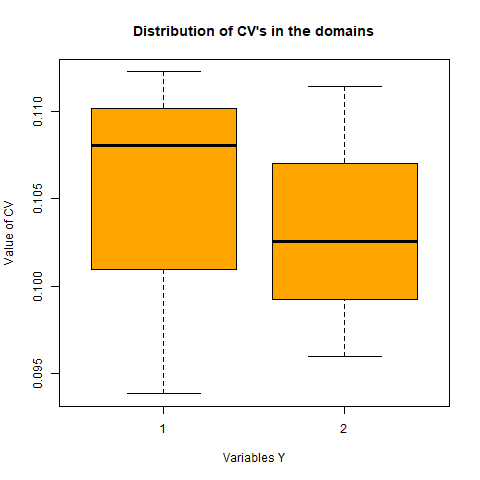 Distribution of CV's in the domains
Value of CV
0.110
0.105
0.100
0.095
1 2
Variables Y